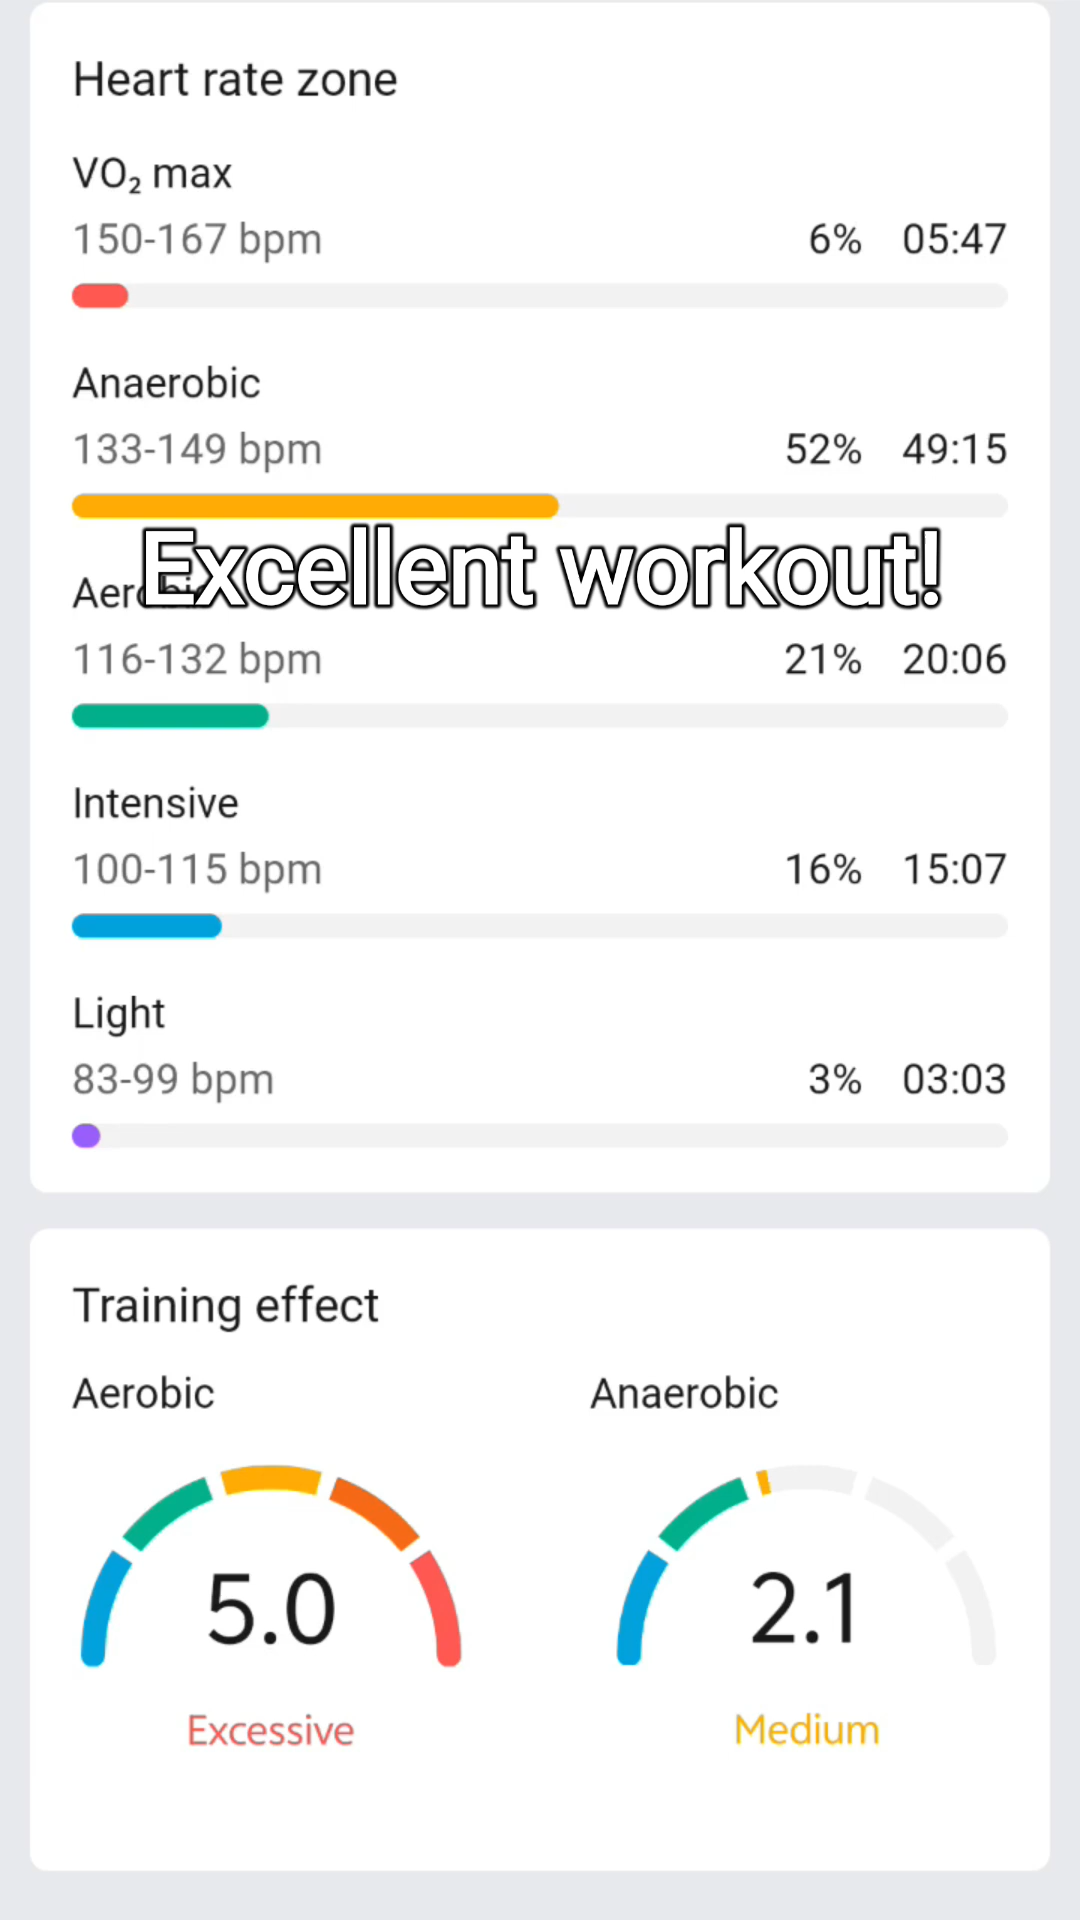 Heart rate zone
VO₂ max
150-167 bpm 6% 05:47
Anaerobic
133-149 bpm 52% 49:15
Excellent workout!
Aerobic
116-132 bpm 21% 20:06
Intensive
100-115 bpm 16% 15:07
Light
83-99 bpm 3% 03:03
Training effect
Aerobic Anaerobic
5.0 2.1
Excessive Medium